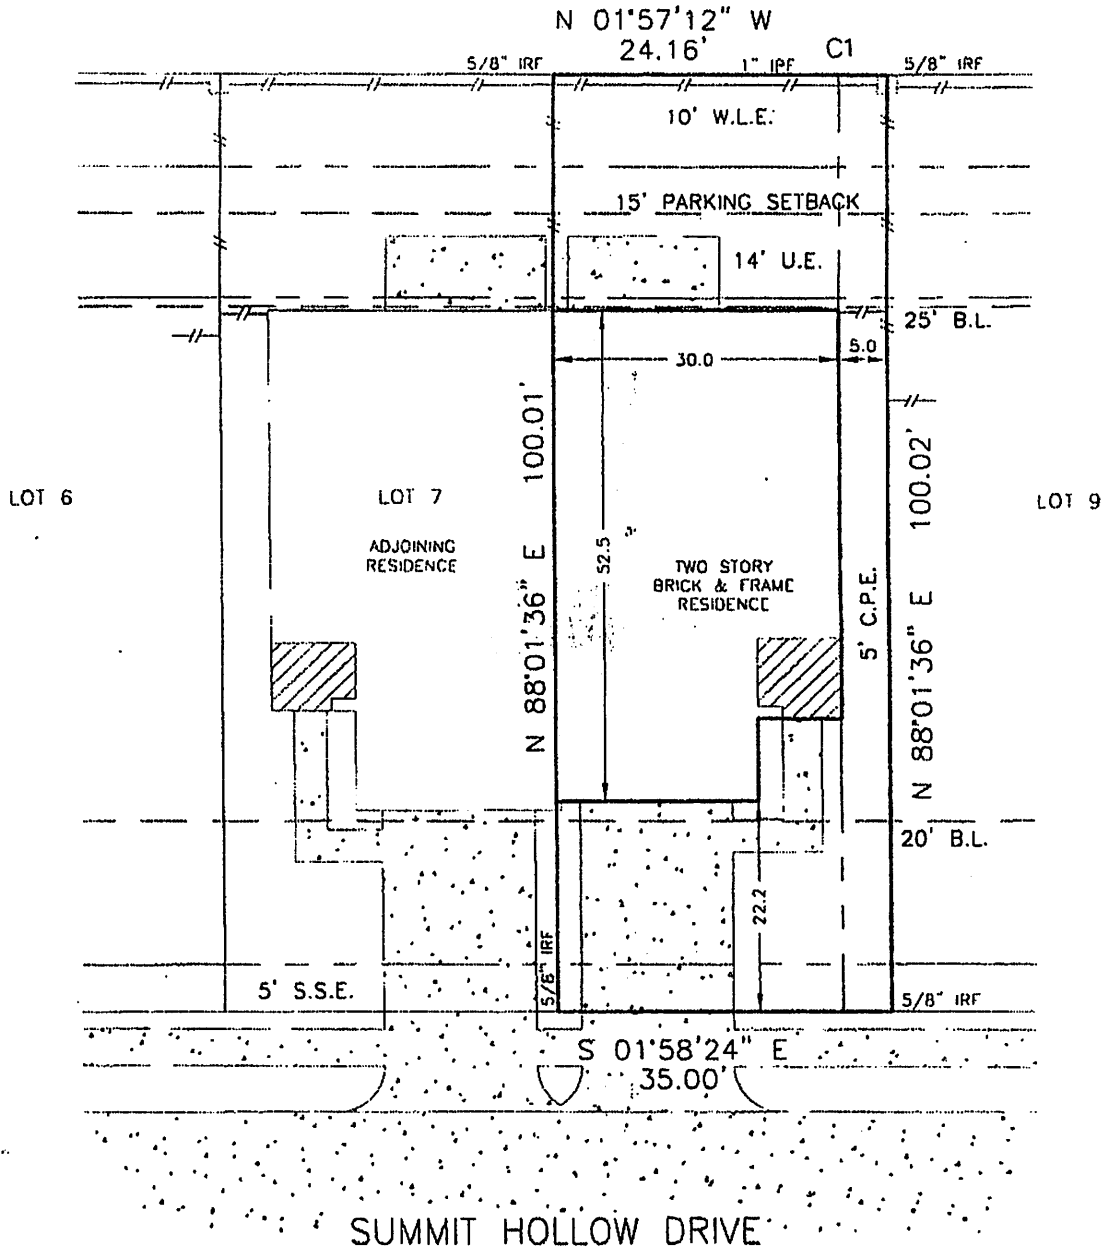 N 01°57'12" W
24.16'
C1
5/8" IRF
1" IPF
5/8" IRF
10' W.L.E.
15' PARKING SETBACK
14' U.E.
25' B.L.
30.0
5.0
N 88°01'36" E 100.01'
N 88°01'36" E 100.02'
LOT 6
LOT 7
LOT 9
ADJOINING
RESIDENCE
52.5
TWO STORY
BRICK & FRAME
RESIDENCE
5' C.P.E.
20' B.L.
22.2
5/8" IRF
5' S.S.E.
5/8" IRF
S 01°58'24" E
35.00'
SUMMIT HOLLOW DRIVE